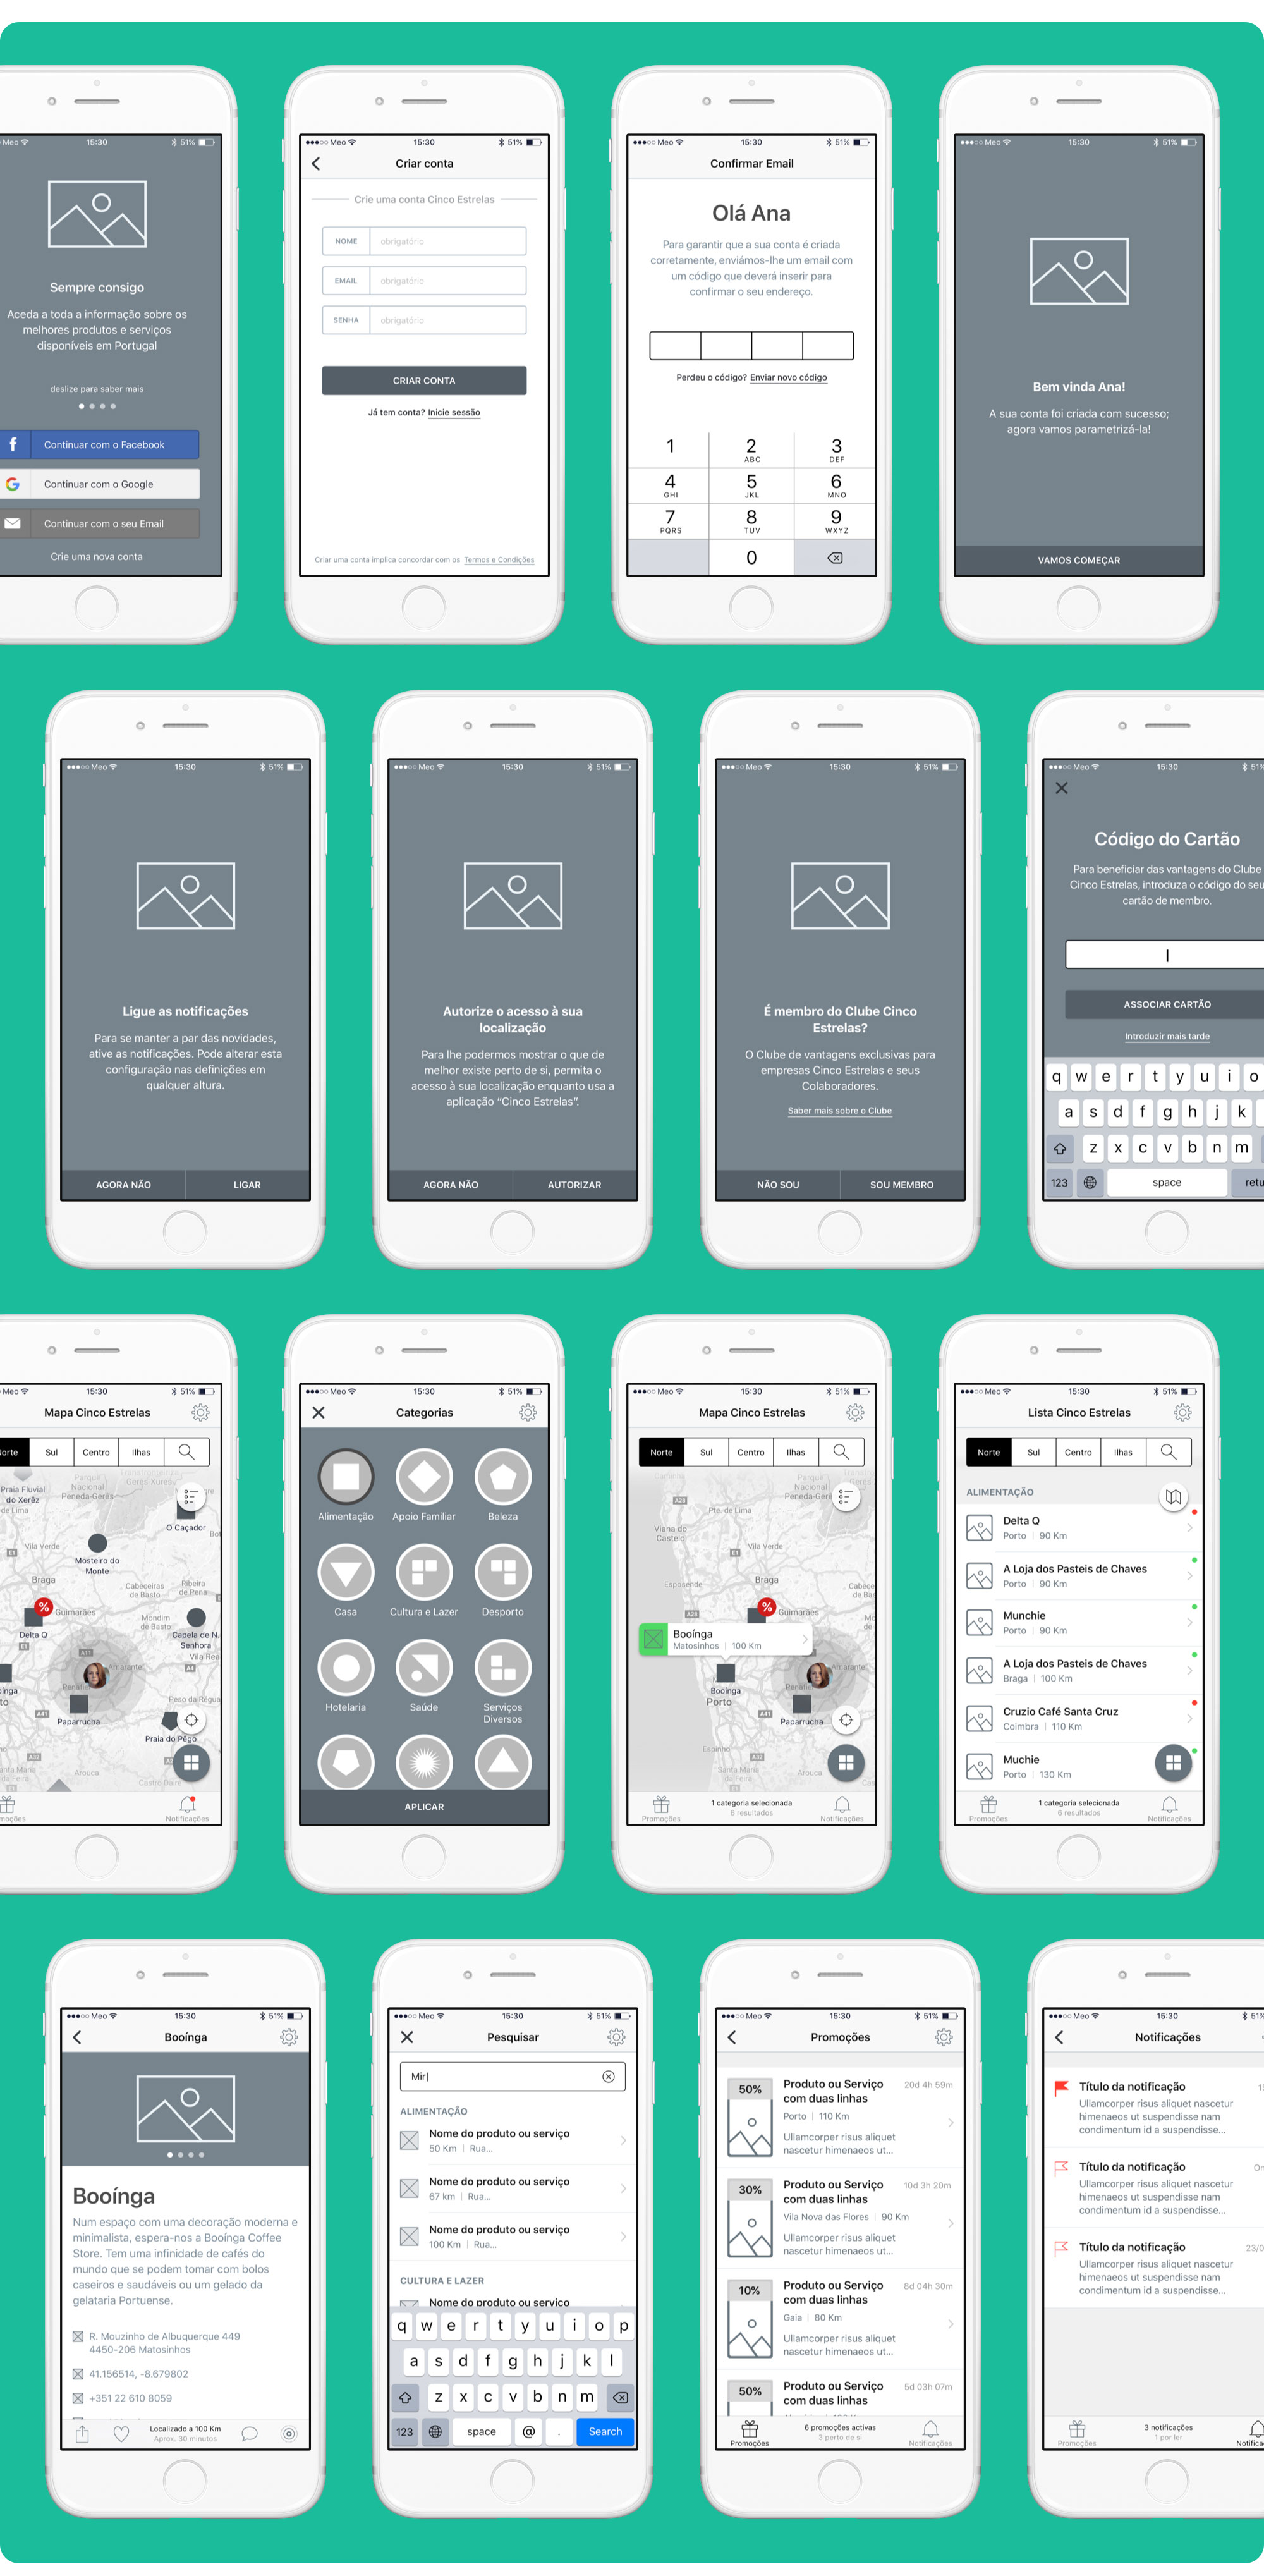 Meo 15:30 51%
Sempre consigo
Aceda a toda a informação sobre os
melhores produtos e serviços
disponíveis em Portugal
deslize para saber mais
Continuar com o Facebook
Continuar com o Google
Continuar com o seu Email
Crie uma nova conta
Meo 15:30 51%
Criar conta
Crie uma conta Cinco Estrelas
NOME obrigatório
EMAIL obrigatório
SENHA obrigatório
CRIAR CONTA
Já tem conta? Inicie sessão
Criar uma conta implica concordar com os Termos e Condições
Meo 15:30 51%
Confirmar Email
Olá Ana
Para garantir que a sua conta é criada
corretamente, enviámos-lhe um email com
um código que deverá inserir para
confirmar o seu endereço.
Perdeu o código? Enviar novo código
1 2 3
ABC DEF
4 5 6
GHI JKL MNO
7 8 9
PQRS TUV WXYZ
0
Meo 15:30 51%
Bem vinda Ana!
A sua conta foi criada com sucesso;
agora vamos parametrizá-la!
VAMOS COMEÇAR
Meo 15:30 51%
Ligue as notificações
Para se manter a par das novidades,
ative as notificações. Pode alterar esta
configuração nas definições em
qualquer altura.
AGORA NÃO LIGAR
Meo 15:30 51%
Autorize o acesso à sua
localização
Para lhe podermos mostrar o que de
melhor existe perto de si, permita o
acesso à sua localização enquanto usa a
aplicação “Cinco Estrelas”.
AGORA NÃO AUTORIZAR
Meo 15:30 51%
É membro do Clube Cinco
Estrelas?
O Clube de vantagens exclusivas para
empresas Cinco Estrelas e seus
Colaboradores.
Saber mais sobre o Clube
NÃO SOU SOU MEMBRO
Meo 15:30 51%
Código do Cartão
Para beneficiar das vantagens do Clube
Cinco Estrelas, introduza o código do seu
cartão de membro.
ASSOCIAR CARTÃO
Introduzir mais tarde
q w e r t y u i o
a s d f g h j k
z x c v b n m
123 space retu
Meo 15:30 51%
Mapa Cinco Estrelas
Norte Sul Centro Ilhas
Parque
Nacional
Peneda-Gerês
Praia Fluvial
do Xerêz
de Lima
O Caçador
Vila Verde
Mosteiro do
Monte
E1
Braga
Cabeceiras
de Basto
Ribeira
de Pena
%
Guimarães
Mondim
de Basto
Delta Q
E1
Capela de N.
Senhora
Vila Rea
A11
A4
Amarante
Penafiel
inga
to
Peso da Régua
A41
Paparrucha
Praia do Pêgo
A32
Santa Maria
da Feira
Arouca
Castro Daire
E1
moções Notificações
Meo 15:30 51%
Categorias
Alimentação Apoio Familiar Beleza
Casa Cultura e Lazer Desporto
Hotelaria Saúde Serviços
Diversos
APLICAR
Meo 15:30 51%
Mapa Cinco Estrelas
Norte Sul Centro Ilhas
Caminha
Parque
Nacional
Peneda-Gerê
A28
Pte. de Lima
Viana do
Castelo
Vila Verde
E1
Braga
Esposende
Cabece
de Bas
%
A28
Guimarães
Booínga
Matosinhos | 100 Km
Amarante
Penafiel
Booínga
Porto
A41
Paparrucha
Espinho
A32
Santa Maria
da Feira
Arouca
E1
1 categoria selecionada
6 resultados
Promoções Notificações
Meo 15:30 51%
Lista Cinco Estrelas
Norte Sul Centro Ilhas
ALIMENTAÇÃO
Delta Q
Porto | 90 Km
A Loja dos Pasteis de Chaves
Porto | 90 Km
Munchie
Porto | 90 Km
A Loja dos Pasteis de Chaves
Braga | 100 Km
Cruzio Café Santa Cruz
Coimbra | 110 Km
Muchie
Porto | 130 Km
1 categoria selecionada
6 resultados
Promoções Notificações
Meo 15:30 51%
Booínga
Booínga
Num espaço com uma decoração moderna e
minimalista, espera-nos a Booínga Coffee
Store. Tem uma infinidade de cafés do
mundo que se podem tomar com bolos
caseiros e saudáveis ou um gelado da
gelataria Portuense.
R. Mouzinho de Albuquerque 449
4450-206 Matosinhos
41.156514, -8.679802
+351 22 610 8059
Localizado a 100 Km
Aprox. 30 minutos
Meo 15:30 51%
Pesquisar
Mir
ALIMENTAÇÃO
Nome do produto ou serviço
50 Km | Rua...
Nome do produto ou serviço
67 km | Rua...
Nome do produto ou serviço
100 Km | Rua...
CULTURA E LAZER
Nome do produto ou serviço
q w e r t y u i o p
a s d f g h j k l
z x c v b n m
123 space @ . Search
Meo 15:30 51%
Promoções
50% Produto ou Serviço 20d 4h 59m
com duas linhas
Porto | 110 Km
Ullamcorper risus aliquet
nascetur himenaeos ut...
30% Produto ou Serviço 10d 3h 20m
com duas linhas
Vila Nova das Flores | 90 Km
Ullamcorper risus aliquet
nascetur himenaeos ut...
10% Produto ou Serviço 8d 04h 30m
com duas linhas
Gaia | 80 Km
Ullamcorper risus aliquet
nascetur himenaeos ut...
50% Produto ou Serviço 5d 03h 07m
com duas linhas
6 promoções activas
3 perto de si
Promoções Notificações
Meo 15:30 51%
Notificações
Título da notificação
Ullamcorper risus aliquet nascetur
himenaeos ut suspendisse nam
condimentum id a suspendisse...
Título da notificação
Ullamcorper risus aliquet nascetur
himenaeos ut suspendisse nam
condimentum id a suspendisse...
Título da notificação 23/0
Ullamcorper risus aliquet nascetur
himenaeos ut suspendisse nam
condimentum id a suspendisse...
3 notificações
1 por ler
Promoções Notifica